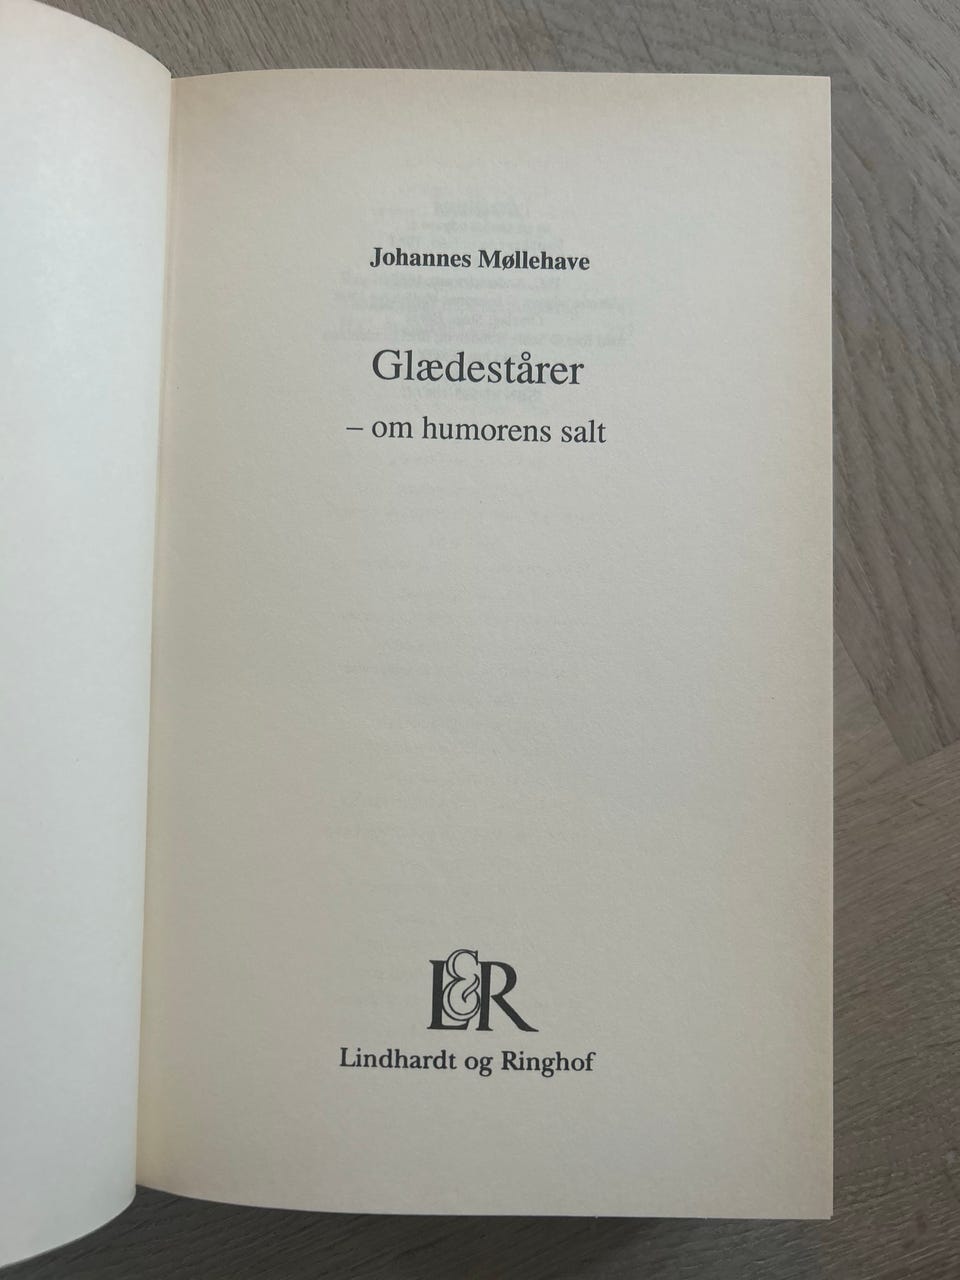 Johannes Møllehave
Glædestårer
– om humorens salt
L&R
Lindhardt og Ringhof